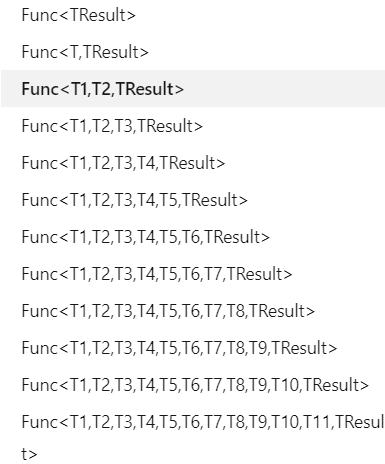 Func<TResult>
Func<T,TResult>
Func<T1,T2,TResult>
Func<T1,T2,T3,TResult>
Func<T1,T2,T3,T4,TResult>
Func<T1,T2,T3,T4,T5,TResult>
Func<T1,T2,T3,T4,T5,T6,TResult>
Func<T1,T2,T3,T4,T5,T6,T7,TResult>
Func<T1,T2,T3,T4,T5,T6,T7,T8,TResult>
Func<T1,T2,T3,T4,T5,T6,T7,T8,T9,TResult>
Func<T1,T2,T3,T4,T5,T6,T7,T8,T9,T10,TResult>
Func<T1,T2,T3,T4,T5,T6,T7,T8,T9,T10,T11,TResul
t>